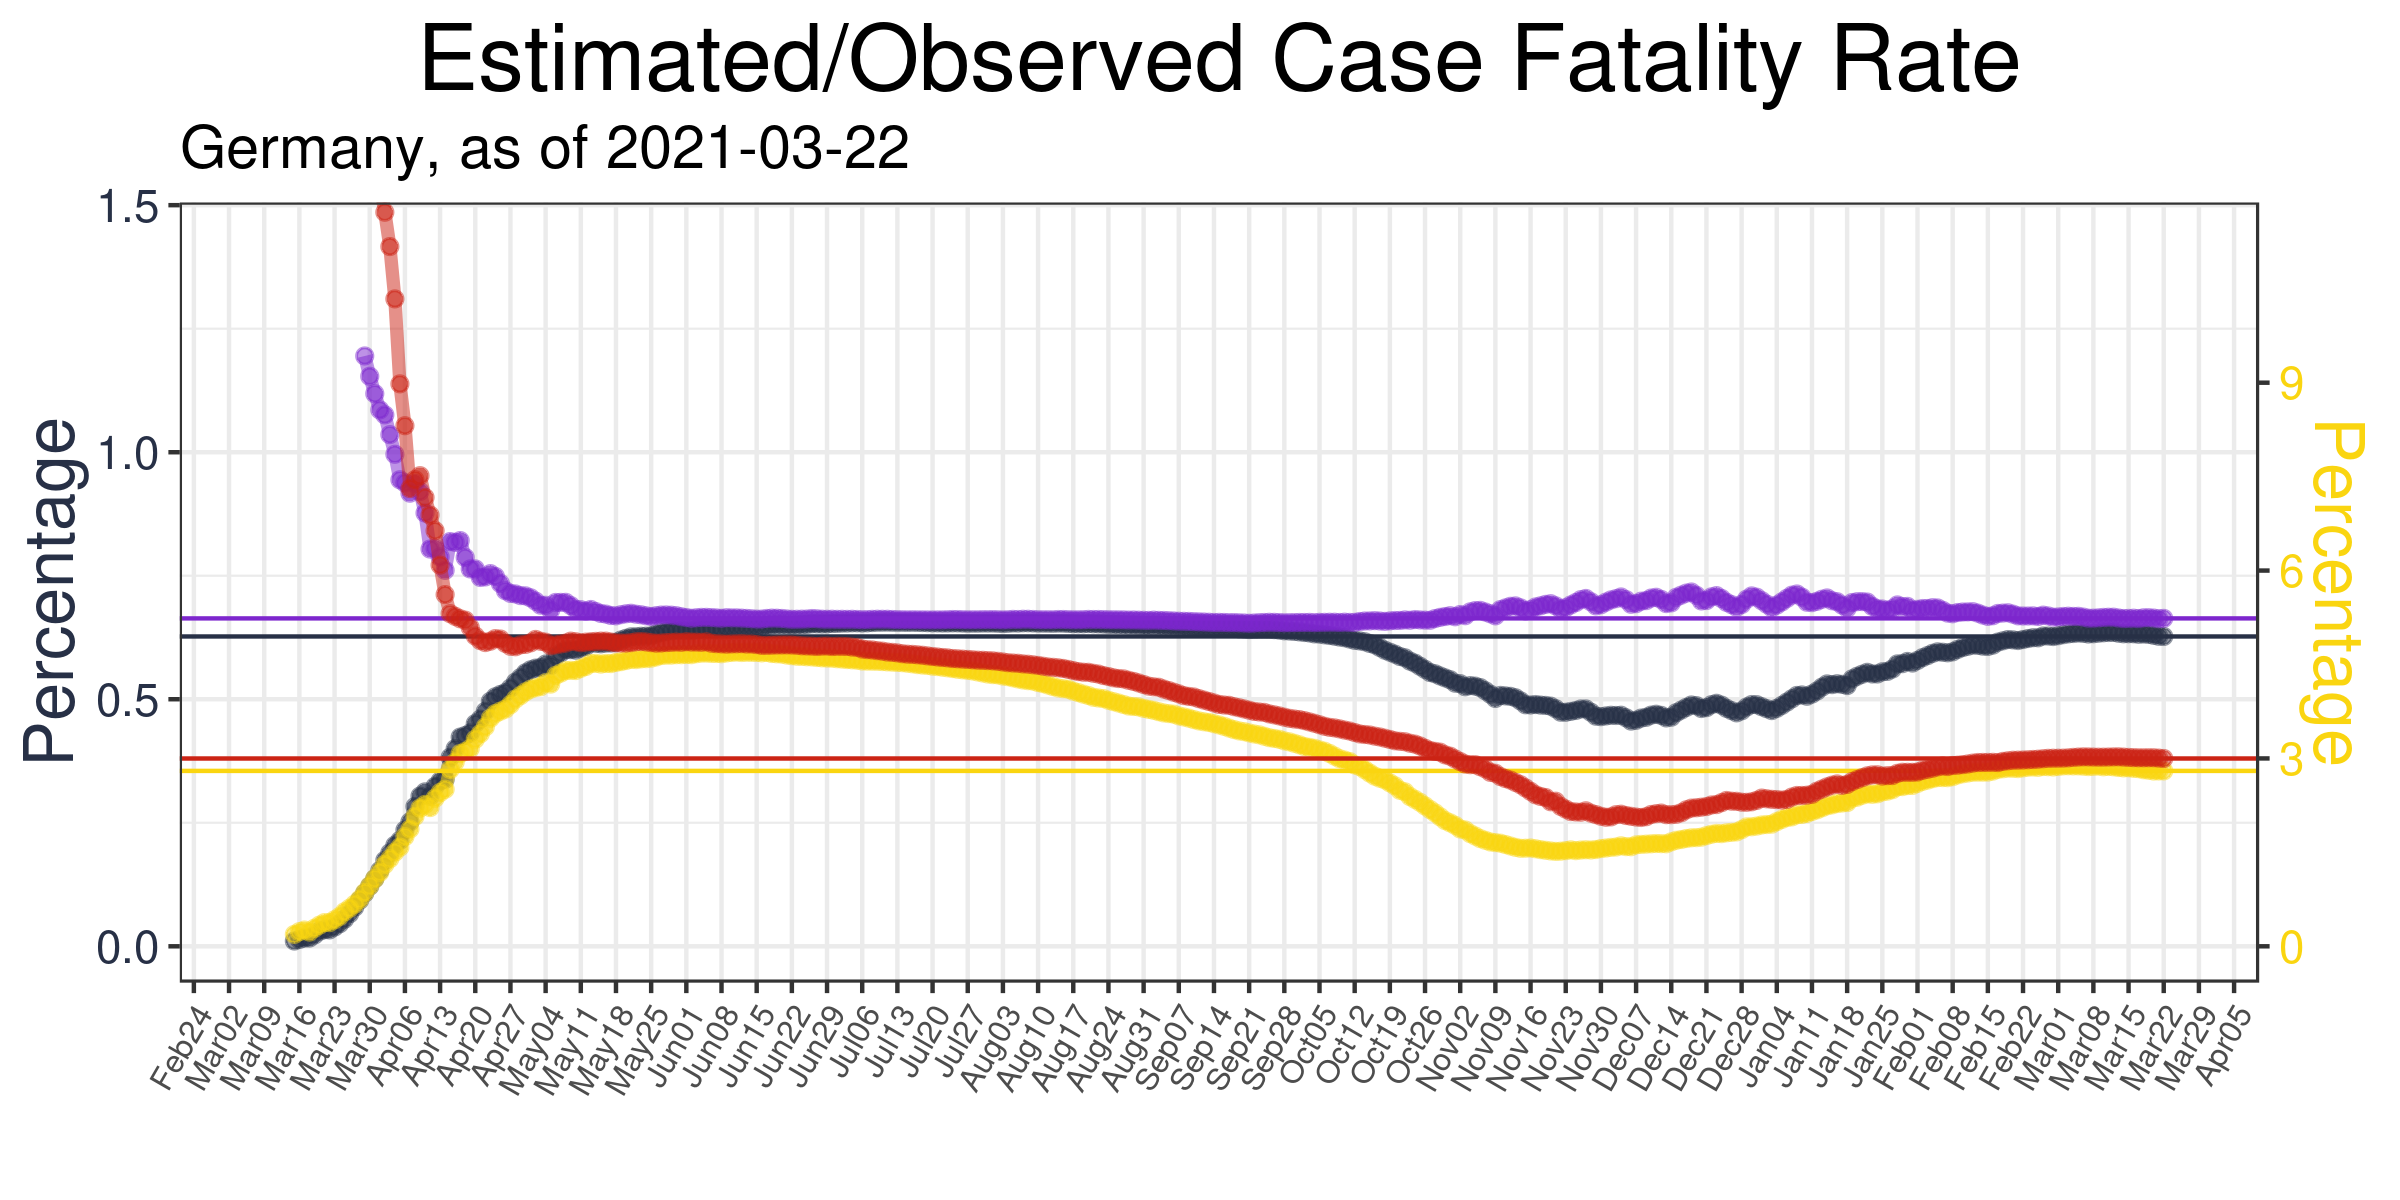 Estimated/Observed Case Fatality Rate
Germany, as of 2021-03-22
Percentage
1.5
1.0
0.5
0.0
9
6
3
0
Percentage
Feb24
Mar02
Mar09
Mar16
Mar23
Mar30
Apr06
Apr13
Apr20
Apr27
May04
May11
May18
May25
Jun01
Jun08
Jun15
Jun22
Jun29
Jul06
Jul13
Jul20
Jul27
Aug03
Aug10
Aug17
Aug24
Aug31
Sep07
Sep14
Sep21
Sep28
Oct05
Oct12
Oct19
Oct26
Nov02
Nov09
Nov16
Nov23
Nov30
Dec07
Dec14
Dec21
Dec28
Jan04
Jan11
Jan18
Jan25
Feb01
Feb08
Feb15
Feb22
Mar01
Mar08
Mar15
Mar22
Mar29
Apr05